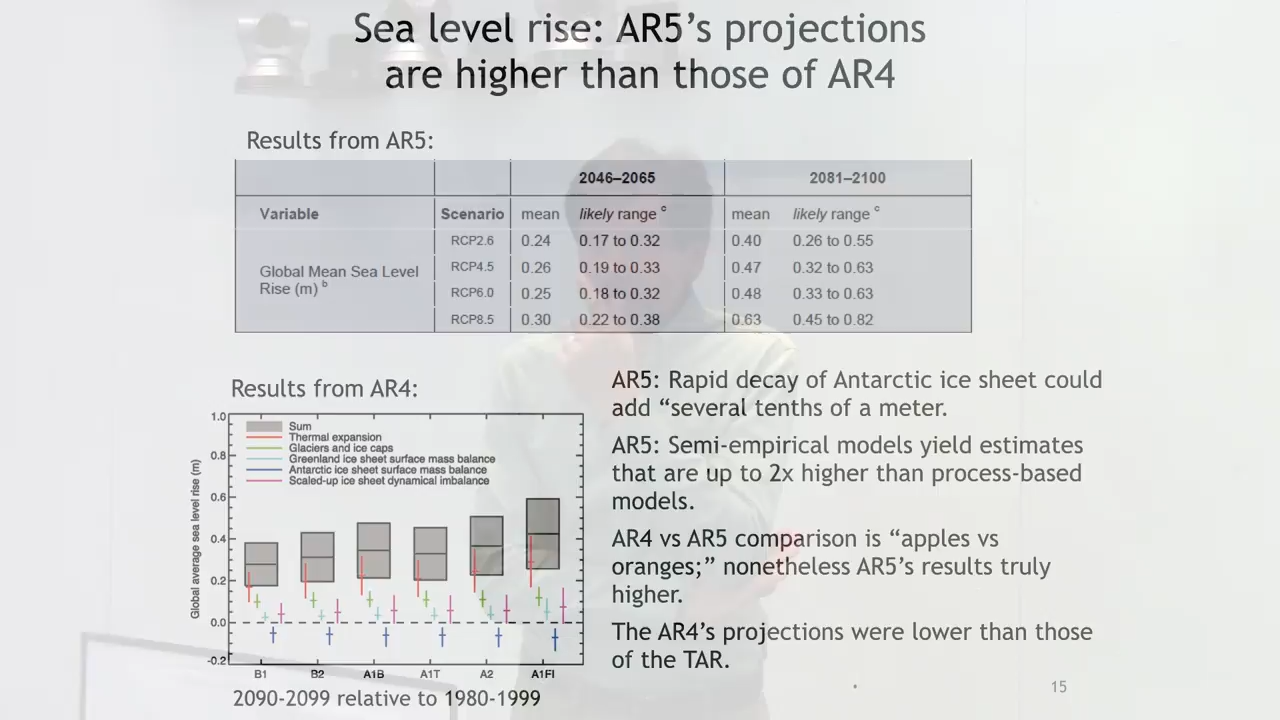 Sea level rise: AR5’s projections
are higher than those of AR4
Results from AR5:
2046–2065 2081–2100
Variable Scenario mean likely range c mean likely range c
RCP2.6 0.24 0.17 to 0.32 0.40 0.26 to 0.55
Global Mean Sea Level
Rise (m) b
RCP4.5 0.26 0.19 to 0.33 0.47 0.32 to 0.63
RCP6.0 0.25 0.18 to 0.32 0.48 0.33 to 0.63
RCP8.5 0.30 0.22 to 0.38 0.63 0.45 to 0.82
Results from AR4:
Global average sea level rise (m)
1.0
0.8
0.6
0.4
0.2
0.0
-0.2
Sum
Thermal expansion
Glaciers and ice caps
Greenland ice sheet surface mass balance
Antarctic ice sheet surface mass balance
Scaled-up ice sheet dynamical imbalance
B1 B2 A1B A1T A2 A1FI
2090-2099 relative to 1980-1999
AR5: Rapid decay of Antarctic ice sheet could
add “several tenths of a meter.
AR5: Semi-empirical models yield estimates
that are up to 2x higher than process-based
models.
AR4 vs AR5 comparison is “apples vs
oranges;” nonetheless AR5’s results truly
higher.
The AR4’s projections were lower than those
of the TAR.
15